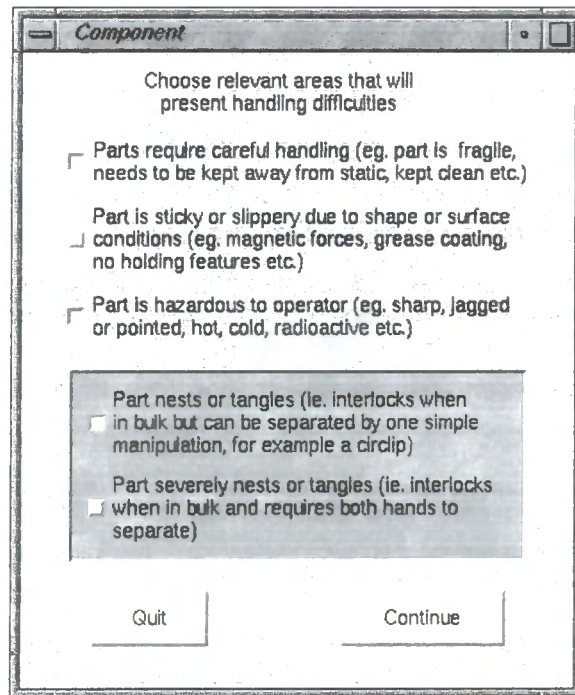 Component
Choose relevant areas that will
present handling difficulties
Parts require careful handling (eg. part is fragile,
needs to be kept away from static, kept clean etc.)
Part is sticky or slippery due to shape or surface
conditions (eg. magnetic forces, grease coating,
no holding features etc.)
Part is hazardous to operator (eg. sharp, jagged
or pointed, hot, cold, radioactive etc.)
Part nests or tangles (ie. interlocks when
in bulk but can be separated by one simple
manipulation, for example a circlip)
Part severely nests or tangles (ie. interlocks
when in bulk and requires both hands to
separate)
Quit
Continue